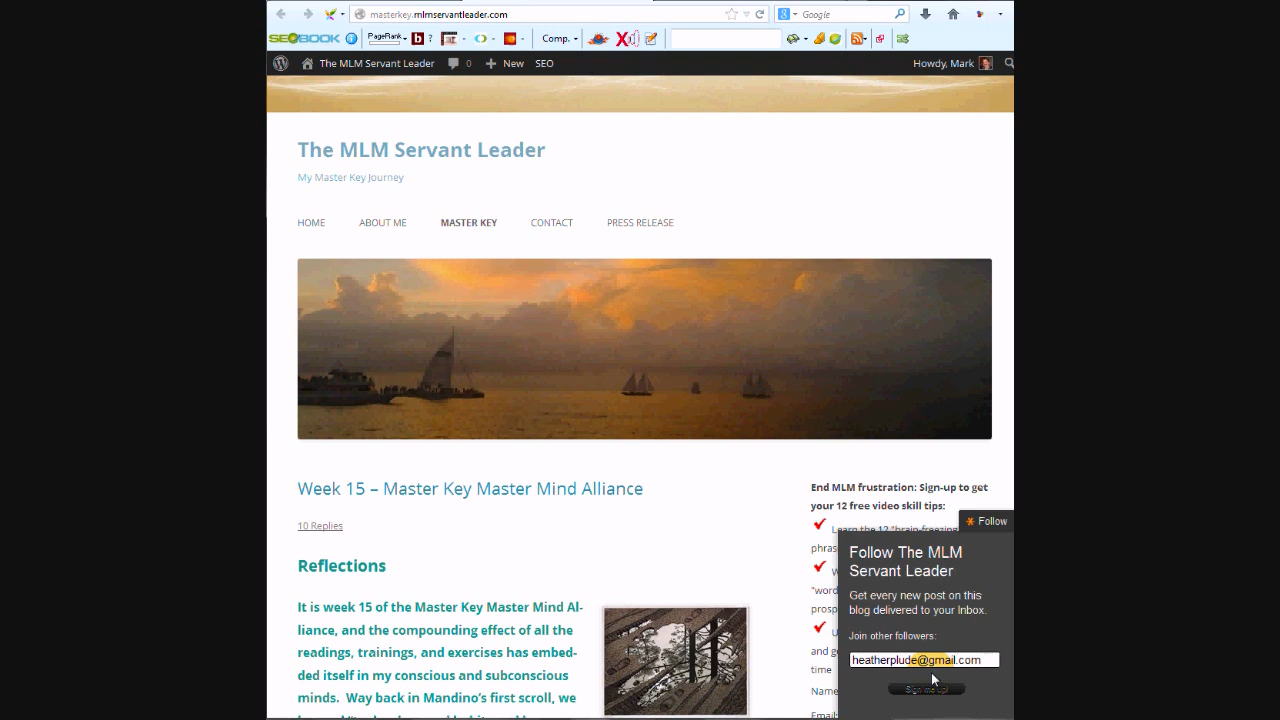 masterkey.mlmservantleader.com
Google
SEOBOOK
PageRank
b ?
Comp.
The MLM Servant Leader
0
New
SEO
Howdy, Mark
The MLM Servant Leader
My Master Key Journey
HOME
ABOUT ME
MASTER KEY
CONTACT
PRESS RELEASE
Week 15 – Master Key Master Mind Alliance
10 Replies
Reflections
It is week 15 of the Master Key Master Mind Al-
liance, and the compounding effect of all the
readings, trainings, and exercises has embed-
ded itself in my conscious and subconscious
minds. Way back in Mandino's first scroll, we
End MLM frustration: Sign-up to get
your 12 free video skill tips:
Learn the 12 "brain-freezing
phras
"word
prosp
U
and ge
time
Name
Email:
Follow
Follow The MLM
Servant Leader
Get every new post on this
blog delivered to your Inbox.
Join other followers:
heatherplude@gmail.com
Sign me up!